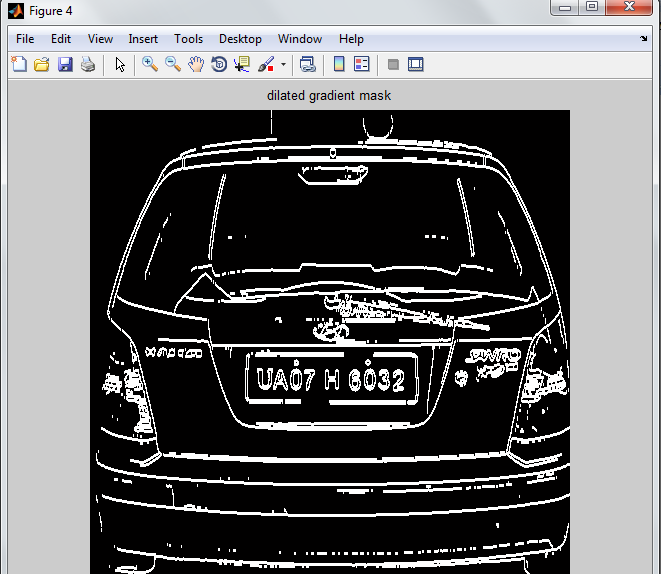 Figure 4
File Edit View Insert Tools Desktop Window Help
dilated gradient mask
UA07 H 6032